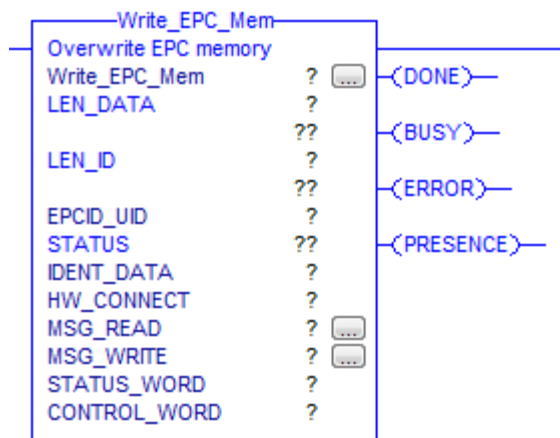 Write_EPC_Mem
Overwrite EPC memory
Write_EPC_Mem ? ... (DONE)
LEN_DATA ?
?? (BUSY)
LEN_ID ?
?? (ERROR)
EPCID_UID ?
STATUS ?? (PRESENCE)
IDENT_DATA ?
HW_CONNECT ?
MSG_READ ? ...
MSG_WRITE ? ...
STATUS_WORD ?
CONTROL_WORD ?